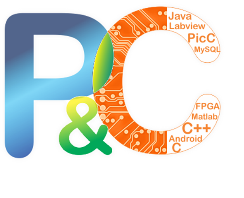 P&C
Java
Labview
PicC
MySQL
FPGA
Matlab
C++
Android
C